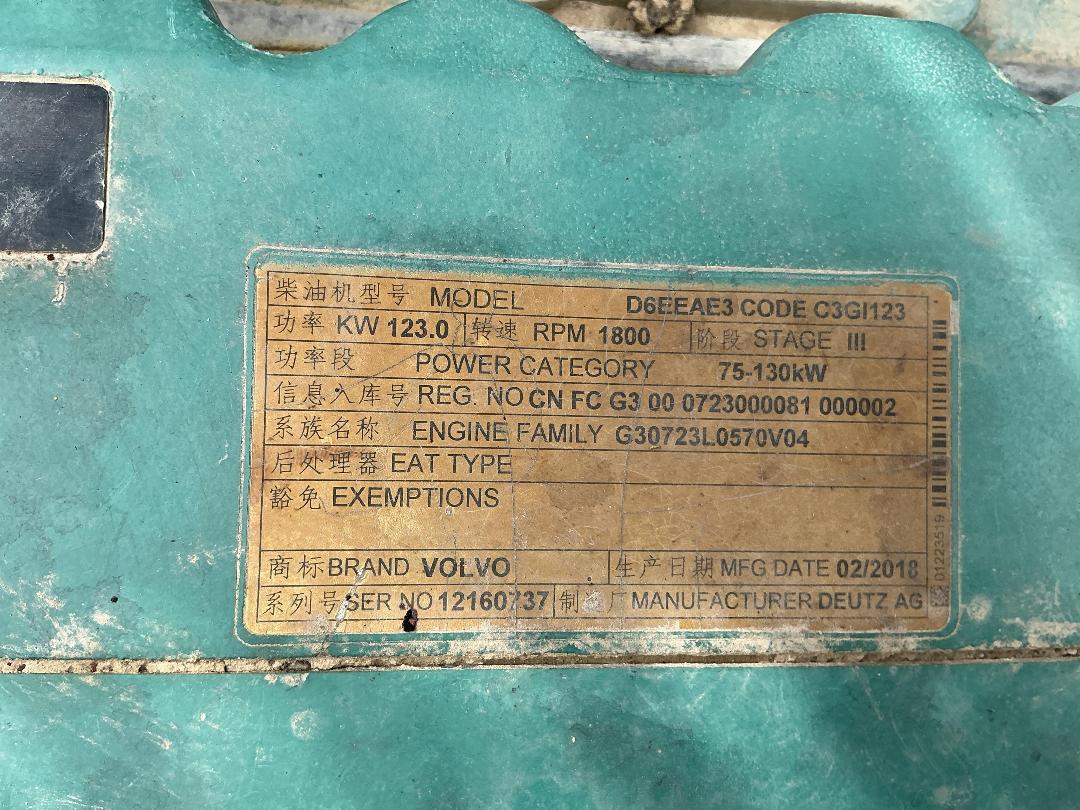 柴油机型号 MODEL D6EEAE3 CODE C3GI123
功率 KW 123.0 转速 RPM 1800 阶段 STAGE III
功率段 POWER CATEGORY 75-130kW
信息入库号 REG. NO CN FC G3 00 0723000081 000002
系族名称 ENGINE FAMILY G30723L0570V04
后处理器 EAT TYPE
豁免 EXEMPTIONS
商标 BRAND VOLVO 生产日期 MFG DATE 02/2018
系列号 SER NO 12160737 制造厂 MANUFACTURER DEUTZ AG
01223519